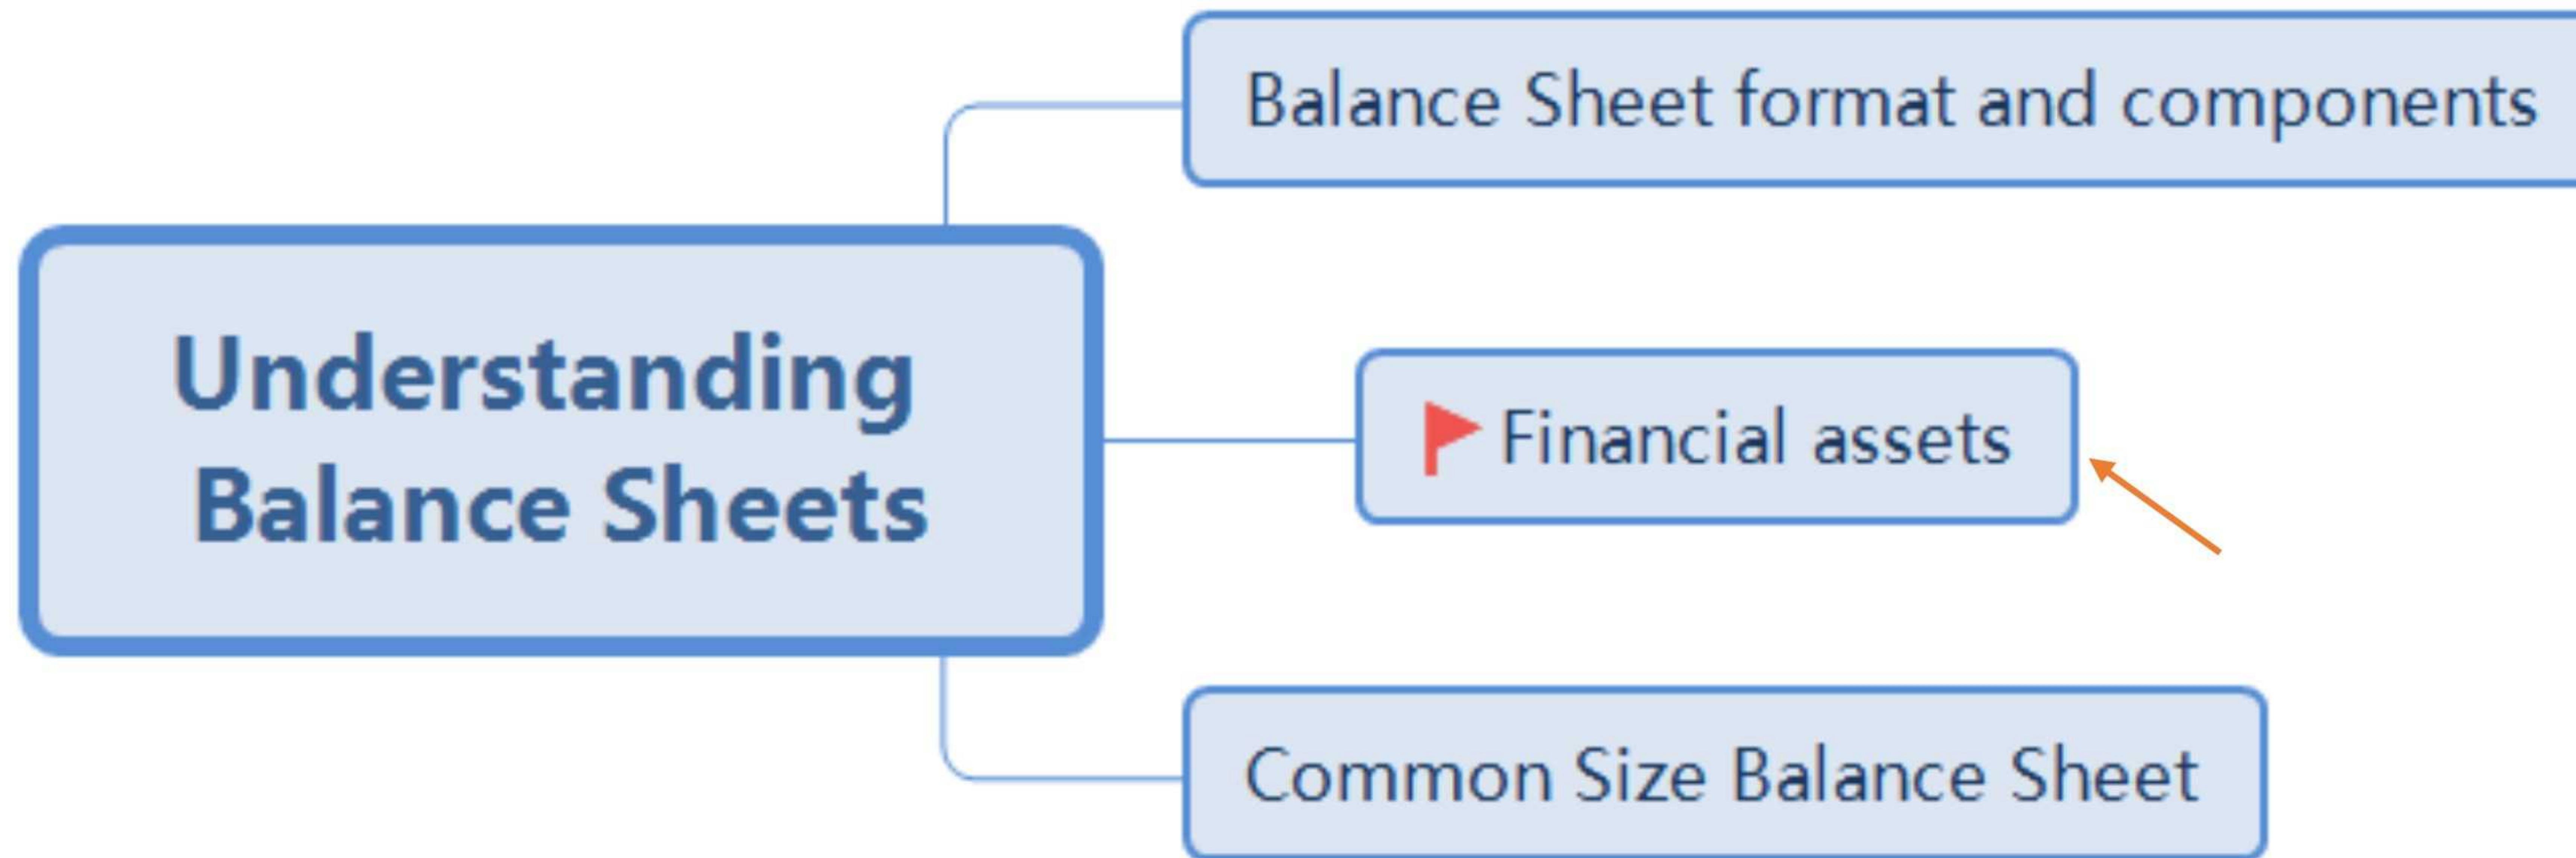 Balance Sheet format and components
Understanding
Balance Sheets
Financial assets
Common Size Balance Sheet